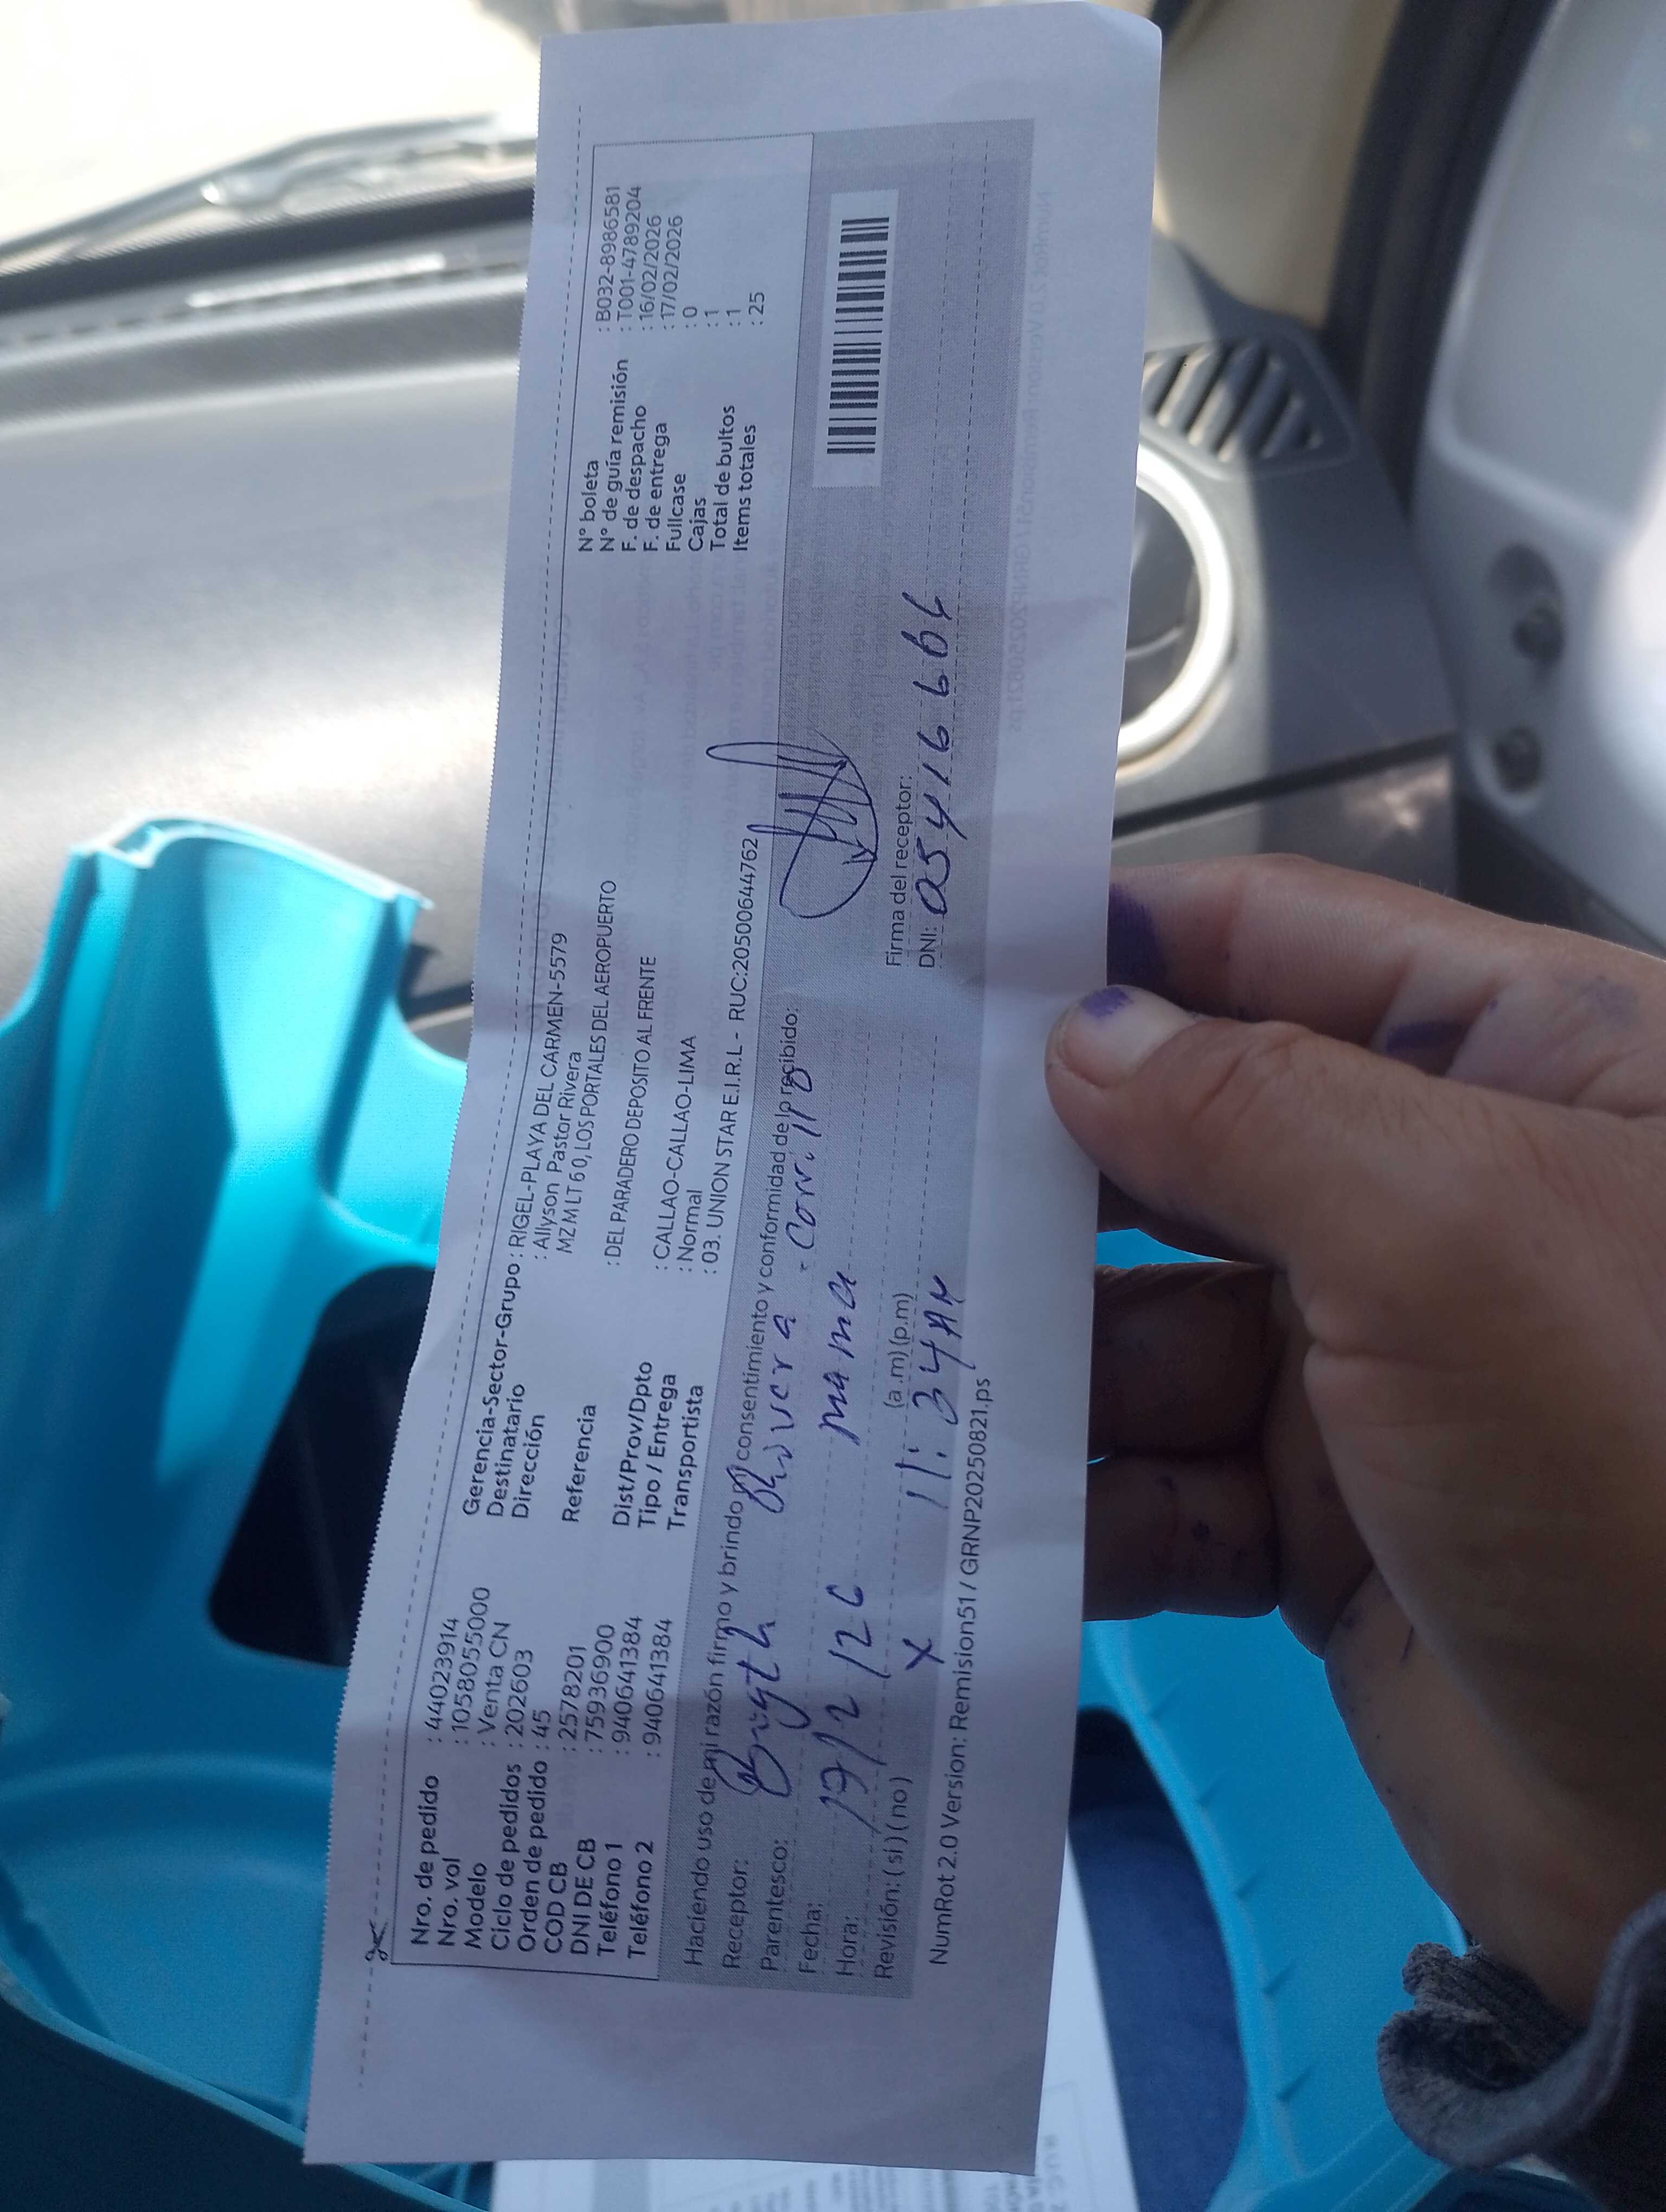 Nro. de pedido : 44023914
Nro. vol : 1058055000
Modelo : Venta CN
Ciclo de pedidos : 202603
Orden de pedido : 45
COD CB : 2578201
DNI DE CB : 75936900
Teléfono 1 : 940641384
Teléfono 2 : 940641384
Gerencia-Sector-Grupo : RIGEL-PLAYA DEL CARMEN-5579
Destinatario : Allyson Pastor Rivera
Dirección MZ M LT 60, LOS PORTALES DEL AEROPUERTO
Referencia : DEL PARADERO DEPOSITO AL FRENTE
Dist/Prov/Dpto : CALLAO-CALLAO-LIMA
Tipo / Entrega : Normal
Transportista : 03. UNION STAR E.I.R.L - RUC:20500644762
N° boleta : B032-8986581
N° de guía remisión : T001-4789204
F. de despacho : 16/02/2026
F. de entrega : 17/02/2026
Fullcase : 0
Cajas : 1
Total de bultos : 1
Items totales : 25
Haciendo uso de mi razón firmo y brindo mi consentimiento y conformidad de lo recibido:
Receptor: Rivera
Parentesco: mama
Fecha:
Hora: (a.m) (p.m) 11:34 AM
Revisión: ( si ) ( no ) X
Firma del receptor:
DNI:
NumRot 2.0 Version: Remision51 / GRNP20250821.ps